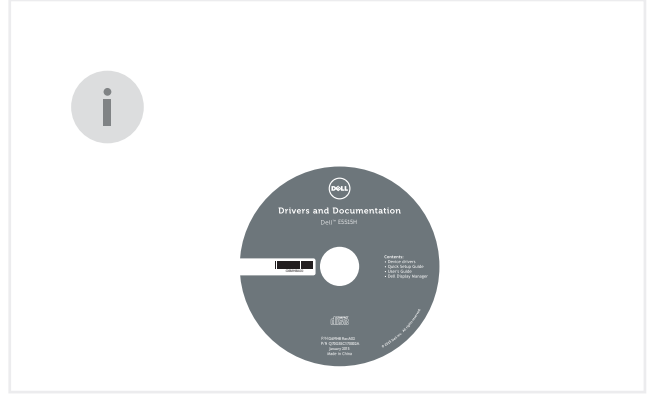 i
DELL
Drivers and Documentation
Dell™ E5515H
Contents:
• Device drivers
• Quick Setup Guide
• User's Guide
• Dell Display Manager
January 2015
Made in China